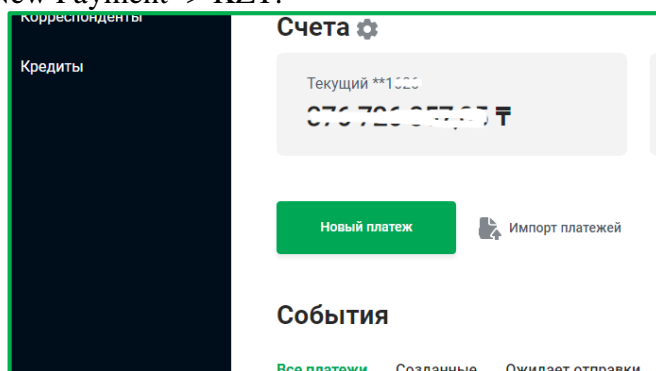 New Payment -> KZT.
Корреспонденты
Кредиты
Счета
Текущий
₸
Новый платеж
Импорт платежей
События
Все платежи Созданные Ожидает отправки